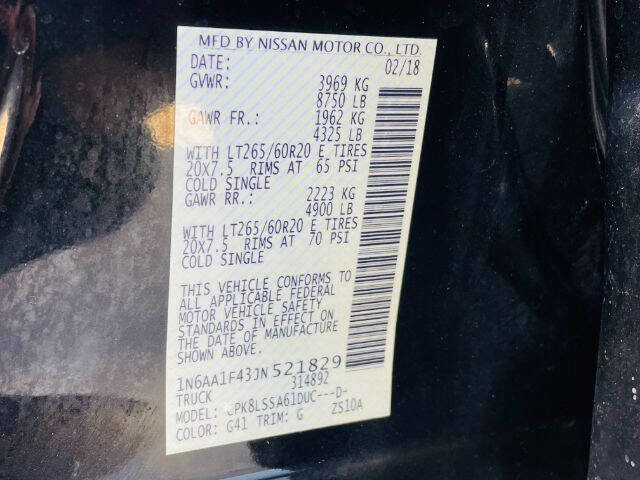 MFD BY NISSAN MOTOR CO., LTD.
DATE: 02/18
GVWR: 3969 KG
8750 LB
GAWR FR.: 1962 KG
4325 LB
WITH LT265/60R20 E TIRES
20X7.5 RIMS AT 65 PSI
COLD SINGLE
GAWR RR.: 2223 KG
4900 LB
WITH LT265/60R20 E TIRES
20X7.5 RIMS AT 70 PSI
COLD SINGLE
THIS VEHICLE CONFORMS TO
ALL APPLICABLE FEDERAL
MOTOR VEHICLE SAFETY
STANDARDS IN EFFECT ON
THE DATE OF MANUFACTURE
SHOWN ABOVE.
521829
TRUCK 314892
MODEL:
COLOR: G41 TRIM: G ZS10A